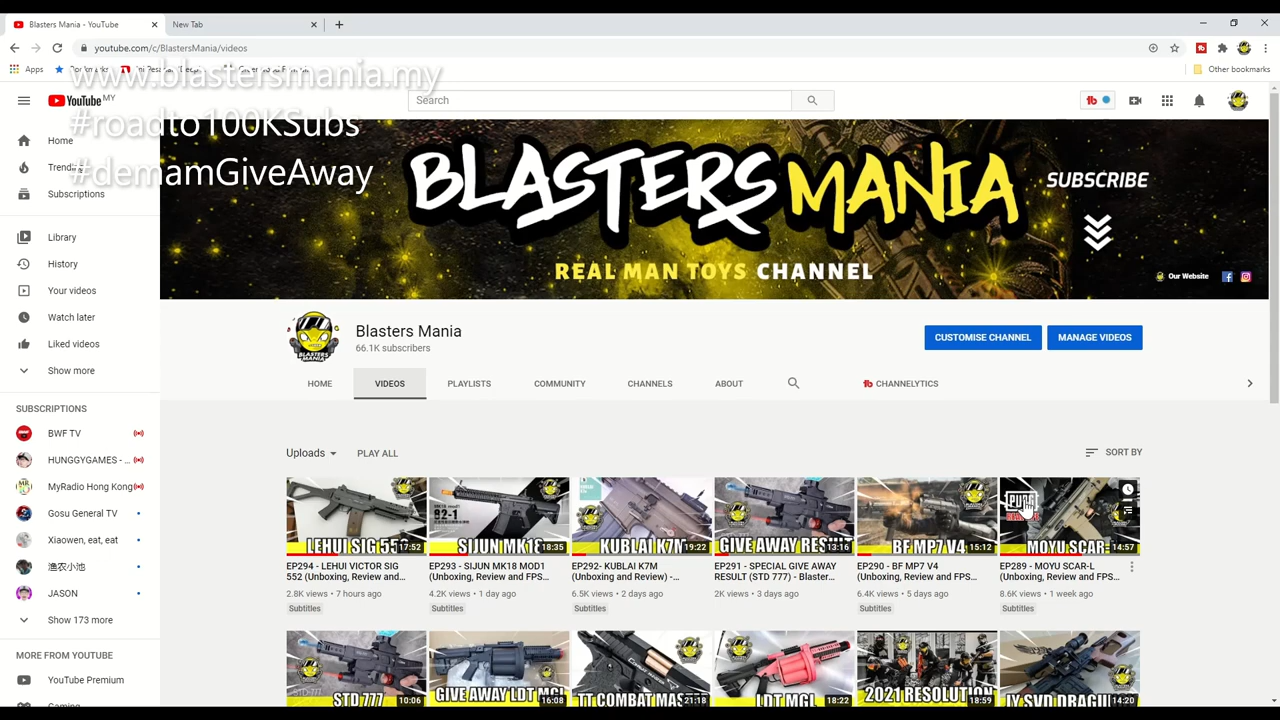 Blasters Mania - YouTube
New Tab
youtube.com/c/BlastersMania/videos
Apps
Other bookmarks
www.blastersmania.my
#roadto100KSubs
#demamGiveAway
YouTube MY
Search
Home
Trending
Subscriptions
Library
History
Your videos
Watch later
Liked videos
Show more
SUBSCRIPTIONS
BWF TV
HUNGGYGAMES - ...
MyRadio Hong Kong
Gosu General TV
Xiaowen, eat, eat
渔农小池
JASON
Show 173 more
MORE FROM YOUTUBE
YouTube Premium
Gaming
BLASTERS MANIA
REAL MAN TOYS CHANNEL
SUBSCRIBE
Our Website
Blasters Mania
66.1K subscribers
CUSTOMISE CHANNEL
MANAGE VIDEOS
HOME
VIDEOS
PLAYLISTS
COMMUNITY
CHANNELS
ABOUT
CHANNELYTICS
Uploads
PLAY ALL
SORT BY
LEHUI SIG 552
17:52
EP294 - LEHUI VICTOR SIG
552 (Unboxing, Review and...
2.8K views • 7 hours ago
Subtitles
MK18 mod1
82-1
SIJUN MK18
18:35
EP293 - SIJUN MK18 MOD1
(Unboxing, Review and FPS...
4.2K views • 1 day ago
Subtitles
KUBLAI K7M
19:22
EP292- KUBLAI K7M
(Unboxing and Review) -...
6.5K views • 2 days ago
Subtitles
GIVE AWAY RESULT
13:16
EP291 - SPECIAL GIVE AWAY
RESULT (STD 777) - Blaster...
2K views • 3 days ago
BF MP7 V4
15:12
EP290 - BF MP7 V4
(Unboxing, Review and FPS...
6.4K views • 5 days ago
Subtitles
PUBG
MOYU SCAR-L
14:57
EP289 - MOYU SCAR-L
(Unboxing, Review and FPS...
8.6K views • 1 week ago
Subtitles
STD 777
10:06
GIVE AWAY LDT MGL
16:08
TT COMBAT MASTER
21:18
LDT MGL
18:22
2021 RESOLUTION
18:59
JY SVD DRAGUN
14:20